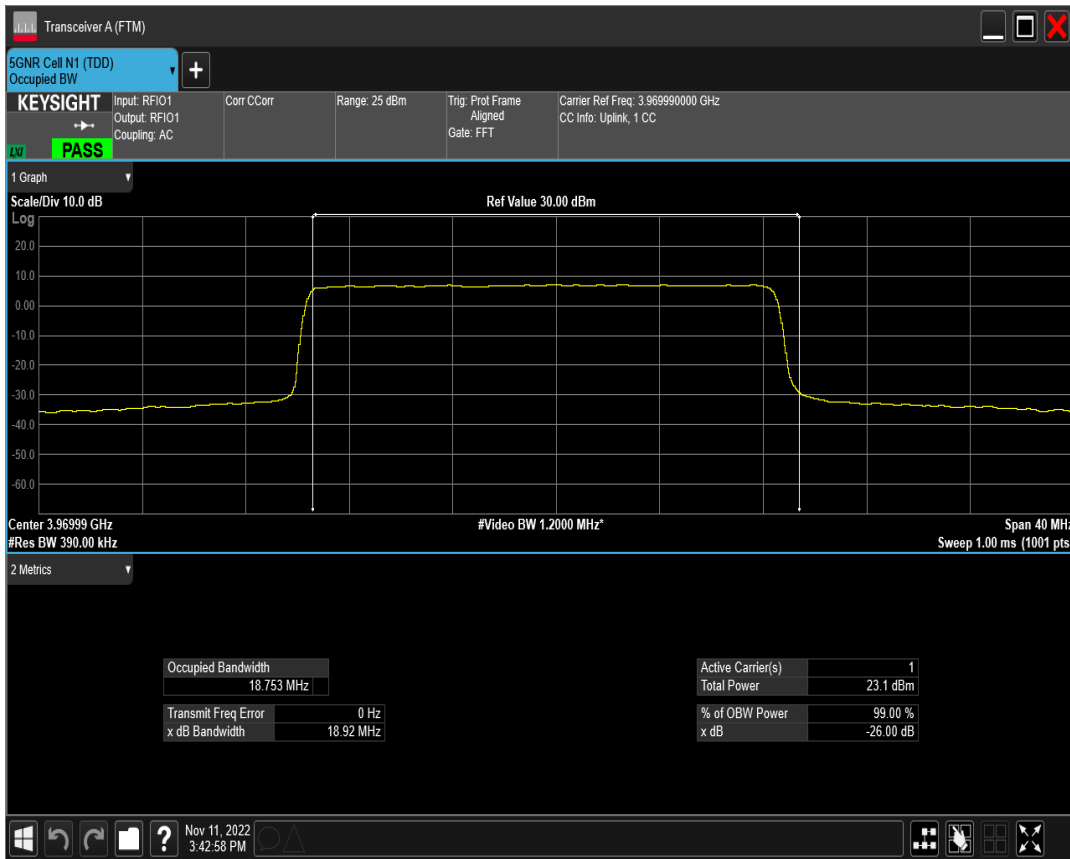 Transceiver A (FTM)
5GNR Cell N1 (TDD)
Occupied BW
+
KEYSIGHT
LXI
PASS
Input: RFIO1
Output: RFIO1
Coupling: AC
Corr CCorr
Range: 25 dBm
Trig: Prot Frame
Aligned
Gate: FFT
Carrier Ref Freq: 3.969990000 GHz
CC Info: Uplink, 1 CC
1 Graph
Scale/Div 10.0 dB
Ref Value 30.00 dBm
Log
20.0
10.0
0.00
-10.0
-20.0
-30.0
-40.0
-50.0
-60.0
Center 3.96999 GHz
#Video BW 1.2000 MHz*
Span 40 MHz
#Res BW 390.00 kHz
Sweep 1.00 ms (1001 pts
2 Metrics
Occupied Bandwidth
18.753 MHz
Transmit Freq Error 0 Hz
x dB Bandwidth 18.92 MHz
Active Carrier(s) 1
Total Power 23.1 dBm
% of OBW Power 99.00 %
x dB -26.00 dB
?
Nov 11, 2022
3:42:58 PM